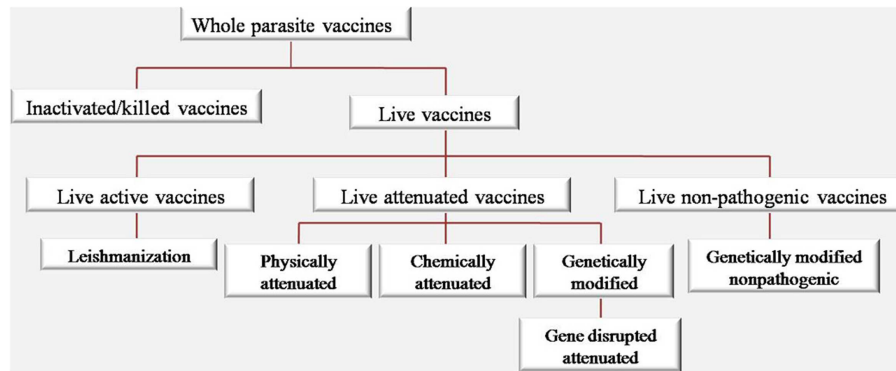 Whole parasite vaccines
Inactivated/killed vaccines
Live vaccines
Live active vaccines
Live attenuated vaccines
Live non-pathogenic vaccines
Leishmanization
Physically
attenuated
Chemically
attenuated
Genetically
modified
Genetically modified
nonpathogenic
Gene disrupted
attenuated